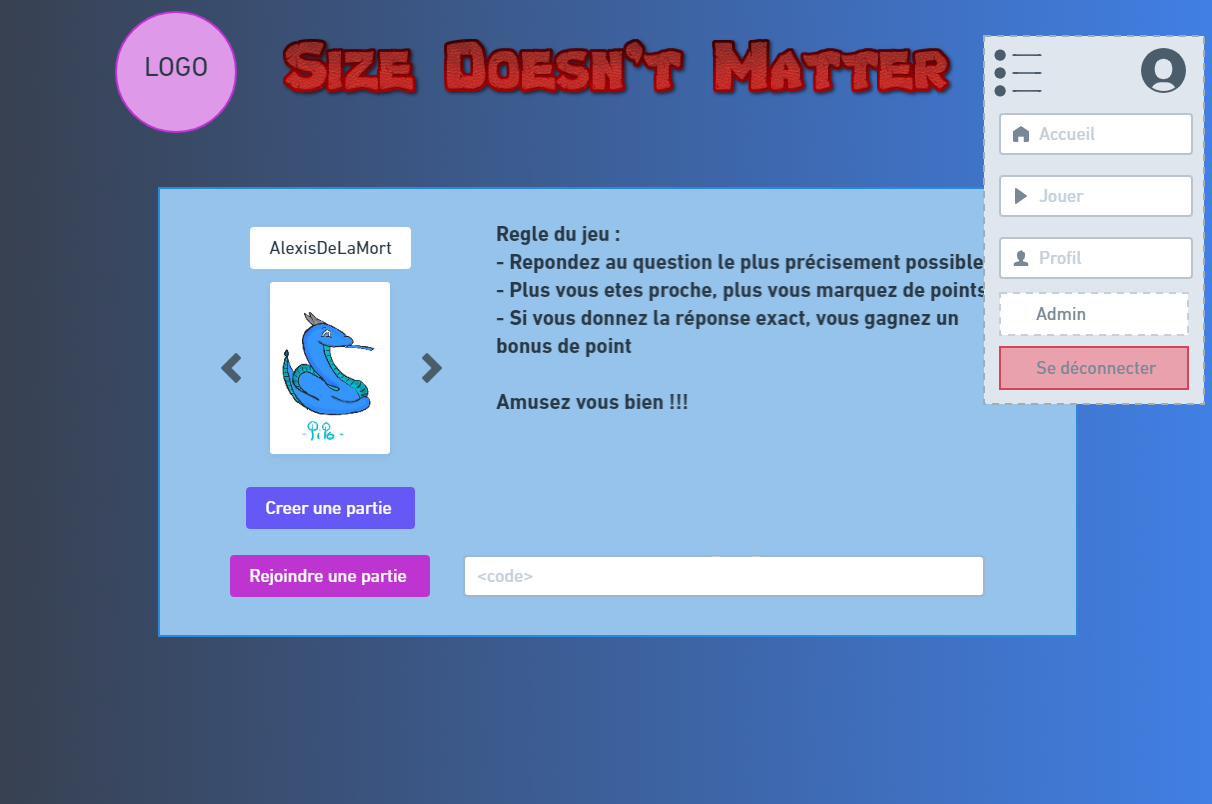 LOGO
Size Doesn't Matter
Accueil
Jouer
Profil
Admin
Se déconnecter
AlexisDeLaMort
-PiPo-
Regle du jeu :
- Repondez au question le plus précisement possible
- Plus vous etes proche, plus vous marquez de points
- Si vous donnez la réponse exact, vous gagnez un
bonus de point
Amusez vous bien !!!
Creer une partie
Rejoindre une partie
<code>